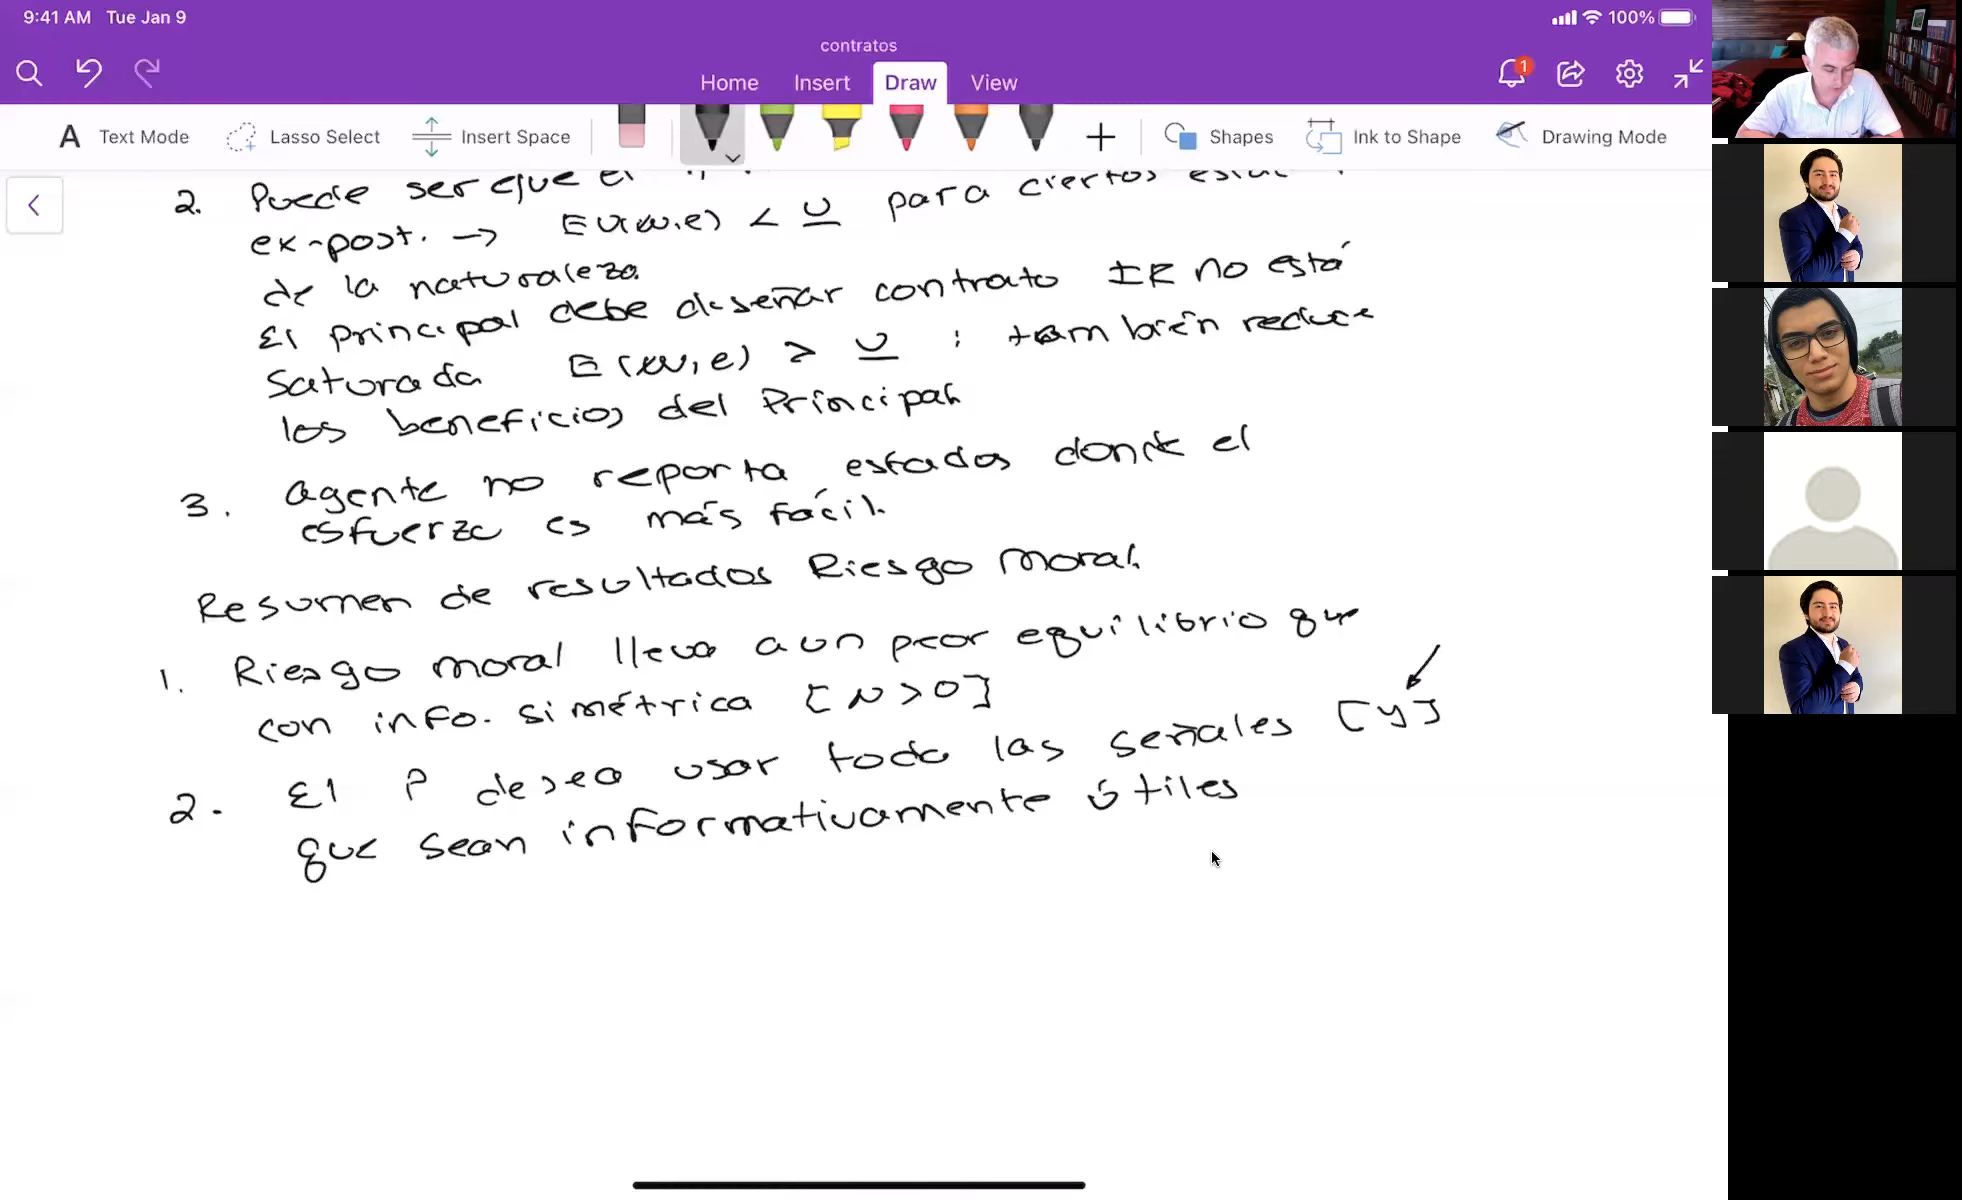 9:41 AM Tue Jan 9
100%
contratos
Home Insert Draw View
1
Text Mode Lasso Select Insert Space Shapes Ink to Shape Drawing Mode
2. Puede ser que el
ex-post. → EU(w,e) < U para ciertos
de la naturaleza
El principal debe diseñar contrato IR no está
saturada E(w,e) > U ; también reduce
los beneficios del Principal.
3. agente no reporta estados donde el
esfuerzo es más fácil.
Resumen de resultados Riesgo Moral.
1. Riesgo moral lleva a un peor equilibrio que
con info. simétrica [N>0]
2. El P desea usar toda las señales [y]
que sean informativamente útiles